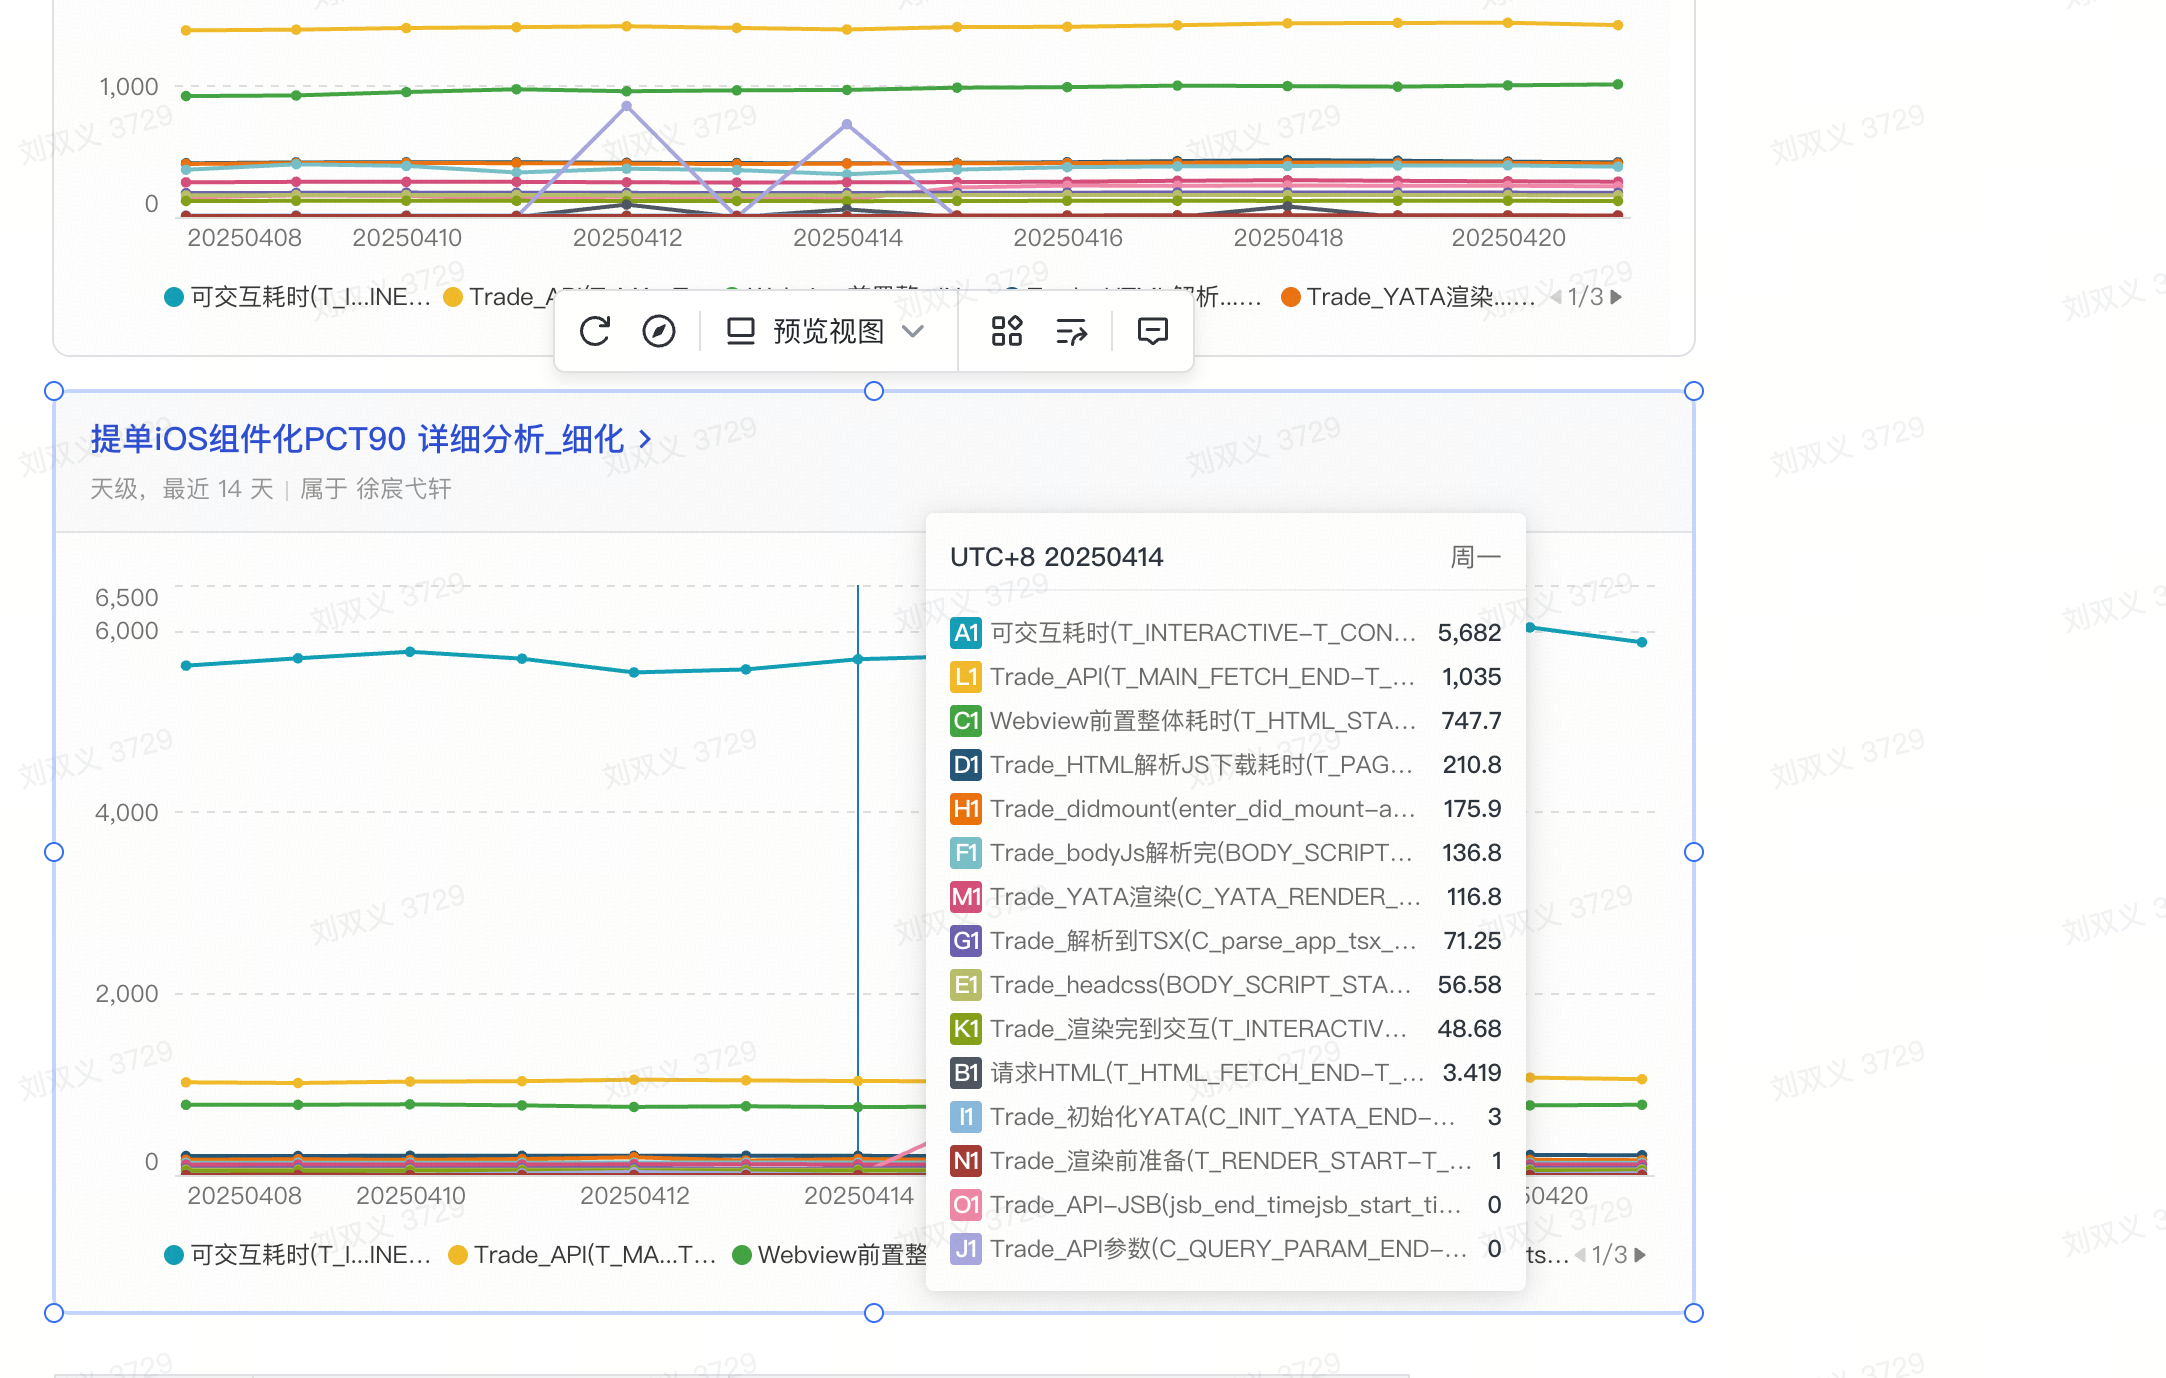 1,000
0
20250408 20250410 20250412 20250414 20250416 20250418 20250420
可交互耗时(T_I...INE... Trade_A 解析...... Trade_YATA渲染...... 1/3
预览视图
提单iOS组件化PCT90 详细分析_细化
天级，最近 14 天 | 属于 徐宸弋轩
UTC+8 20250414 周一
6,500
6,000
4,000
2,000
0
A1 可交互耗时(T_INTERACTIVE-T_CON... 5,682
L1 Trade_API(T_MAIN_FETCH_END-T_... 1,035
C1 Webview前置整体耗时(T_HTML_STA... 747.7
D1 Trade_HTML解析JS下载耗时(T_PAG... 210.8
H1 Trade_didmount(enter_did_mount-a... 175.9
F1 Trade_bodyJs解析完(BODY_SCRIPT... 136.8
M1 Trade_YATA渲染(C_YATA_RENDER_... 116.8
G1 Trade_解析到TSX(C_parse_app_tsx_... 71.25
E1 Trade_headcss(BODY_SCRIPT_STA... 56.58
K1 Trade_渲染完到交互(T_INTERACTIV... 48.68
B1 请求HTML(T_HTML_FETCH_END-T_... 3.419
I1 Trade_初始化YATA(C_INIT_YATA_END-... 3
N1 Trade_渲染前准备(T_RENDER_START-T_... 1
O1 Trade_API-JSB(jsb_end_timejsb_start_ti... 0
J1 Trade_API参数(C_QUERY_PARAM_END-... 0
20250408 20250410 20250412 20250414 50420
可交互耗时(T_I...INE... Trade_API(T_MA...T... Webview前置整 ts... 1/3
刘双义 3729